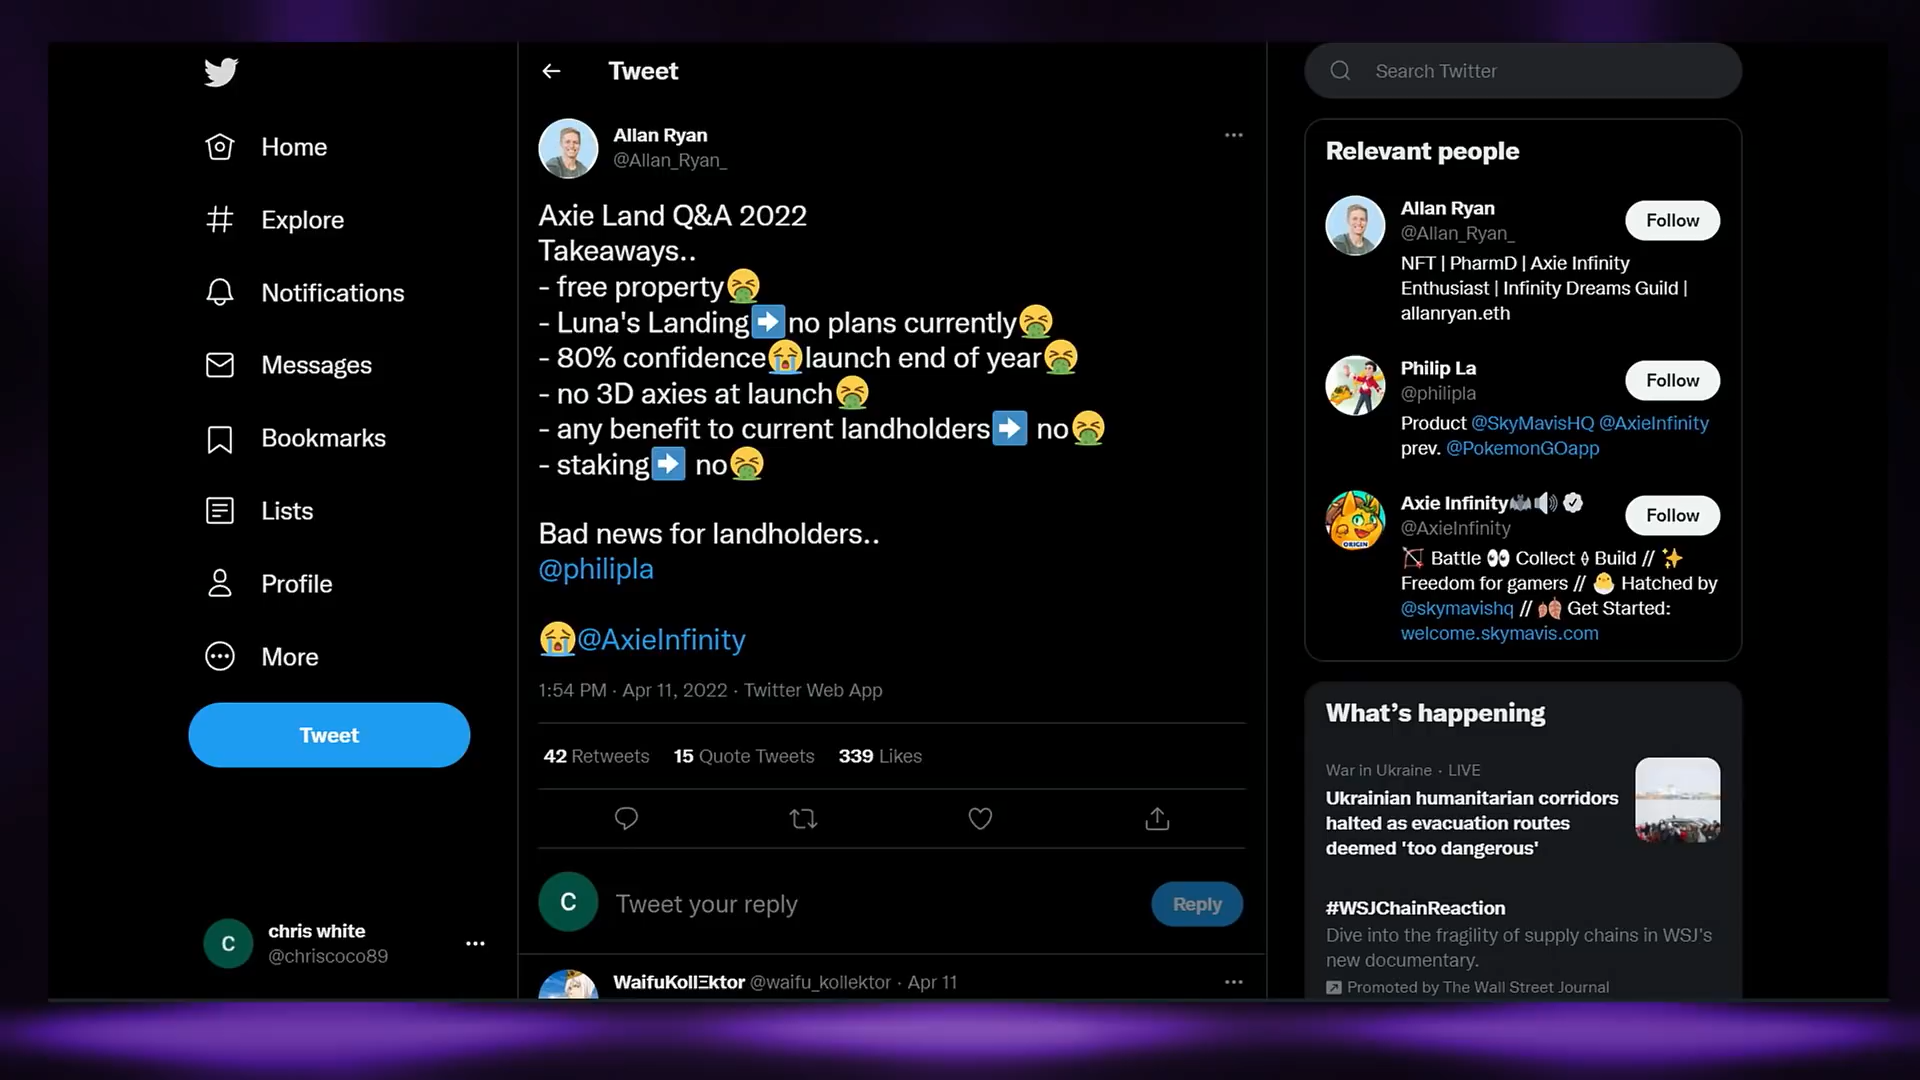 Home
Explore
Notifications
Messages
Bookmarks
Lists
Profile
More
Tweet
C
chris white
@chriscoco89
Tweet
Allan Ryan
@Allan_Ryan_
Axie Land Q&A 2022
Takeaways..
- free property🤮
- Luna's Landing➡️no plans currently🤮
- 80% confidence😭launch end of year🤮
- no 3D axies at launch🤮
- any benefit to current landholders➡️ no🤮
- staking➡️ no🤮
Bad news for landholders..
@philipla
😭@AxieInfinity
1:54 PM · Apr 11, 2022 · Twitter Web App
42 Retweets 15 Quote Tweets 339 Likes
C
Tweet your reply
Reply
WaifuKollΞktor @waifu_kollektor · Apr 11
Search Twitter
Relevant people
Allan Ryan
@Allan_Ryan_
Follow
NFT | PharmD | Axie Infinity
Enthusiast | Infinity Dreams Guild |
allanryan.eth
Philip La
@philipla
Follow
Product @SkyMavisHQ @AxieInfinity
prev. @PokemonGOapp
ORIGIN
Axie Infinity🦇🔊
@AxieInfinity
Follow
🏹 Battle 👀 Collect ⚱ Build // ✨
Freedom for gamers // 🐣 Hatched by
@skymavishq // 🍂 Get Started:
welcome.skymavis.com
What's happening
War in Ukraine · LIVE
Ukrainian humanitarian corridors
halted as evacuation routes
deemed 'too dangerous'
#WSJChainReaction
Dive into the fragility of supply chains in WSJ's
new documentary.
Promoted by The Wall Street Journal